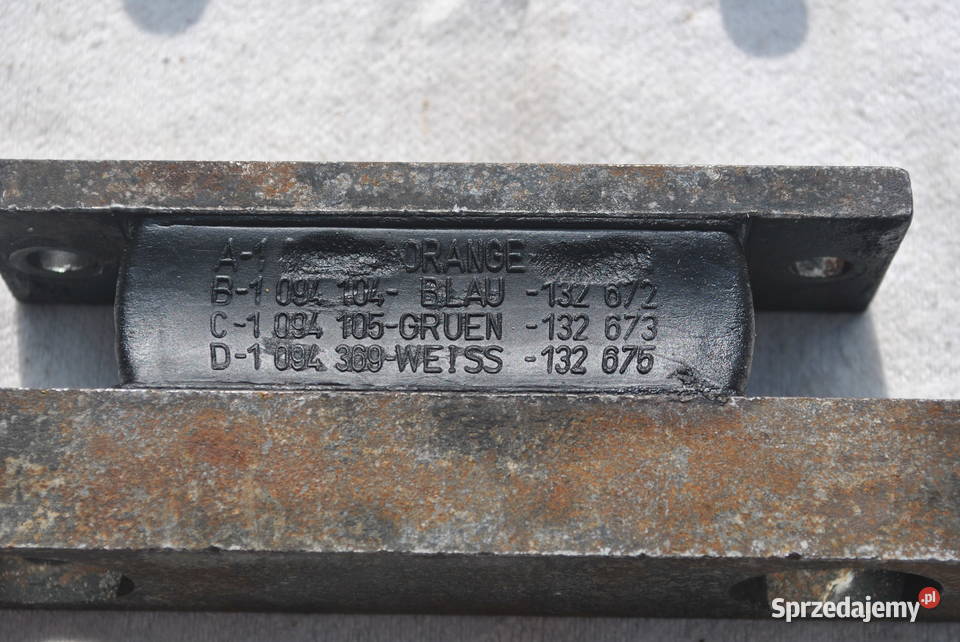 A-1 ORANGE
B-1 094 104- BLAU -132 672
C-1 094 105-GRUEN -132 673
D-1 094 369-WEISS -132 675
Sprzedajemy.pl